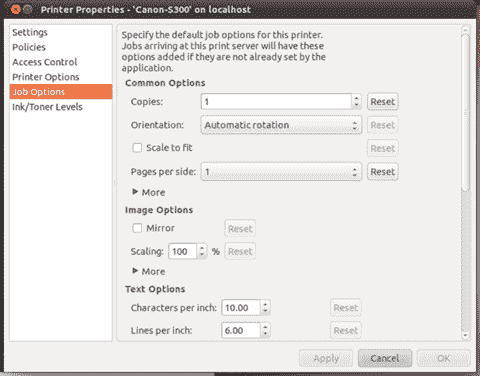 Printer Properties - 'Canon-S300' on localhost
Settings
Policies
Access Control
Printer Options
Job Options
Ink/Toner Levels
Specify the default job options for this printer.
Jobs arriving at this print server will have these
options added if they are not already set by the
application.
Common Options
Copies: 1 Reset
Orientation: Automatic rotation Reset
Scale to fit Reset
Pages per side: 1 Reset
More
Image Options
Mirror Reset
Scaling: 100 % Reset
More
Text Options
Characters per inch: 10.00 Reset
Lines per inch: 6.00 Reset
Apply Cancel OK